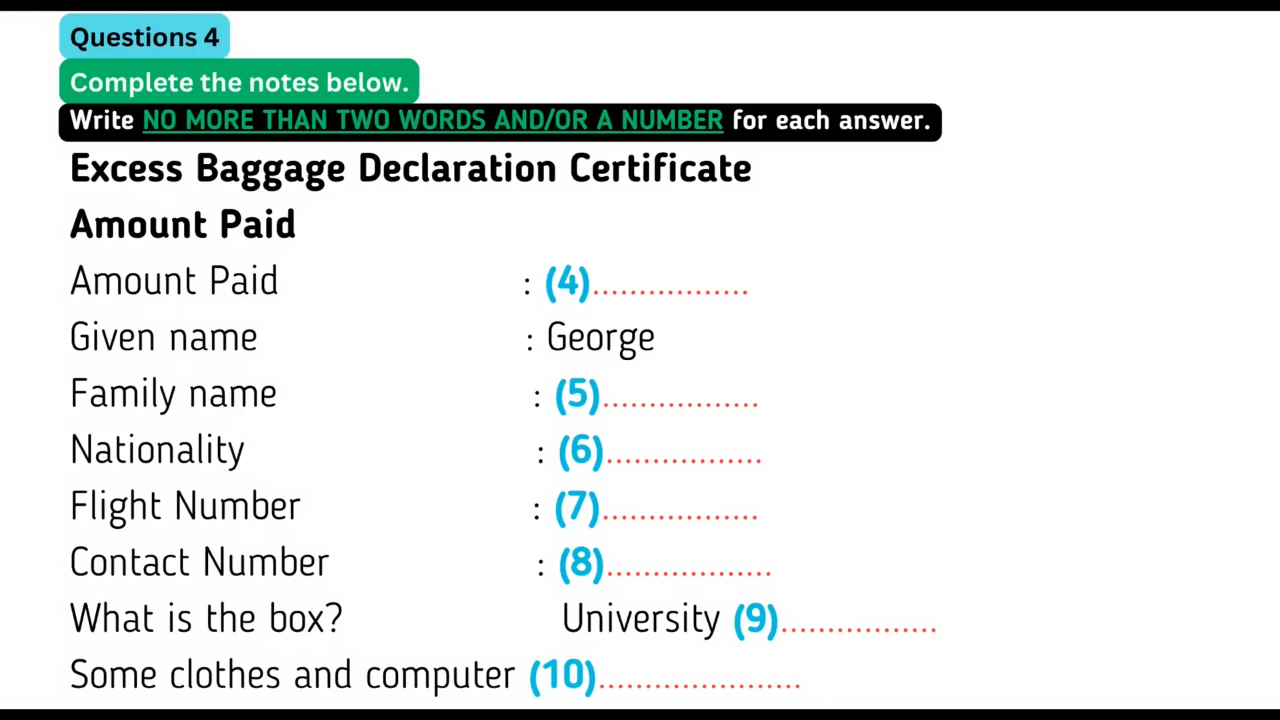 Questions 4
Complete the notes below.
Write NO MORE THAN TWO WORDS AND/OR A NUMBER for each answer.
Excess Baggage Declaration Certificate
Amount Paid
Amount Paid : (4).................
Given name : George
Family name : (5).................
Nationality : (6).................
Flight Number : (7).................
Contact Number : (8)..................
What is the box? University (9).................
Some clothes and computer (10)......................